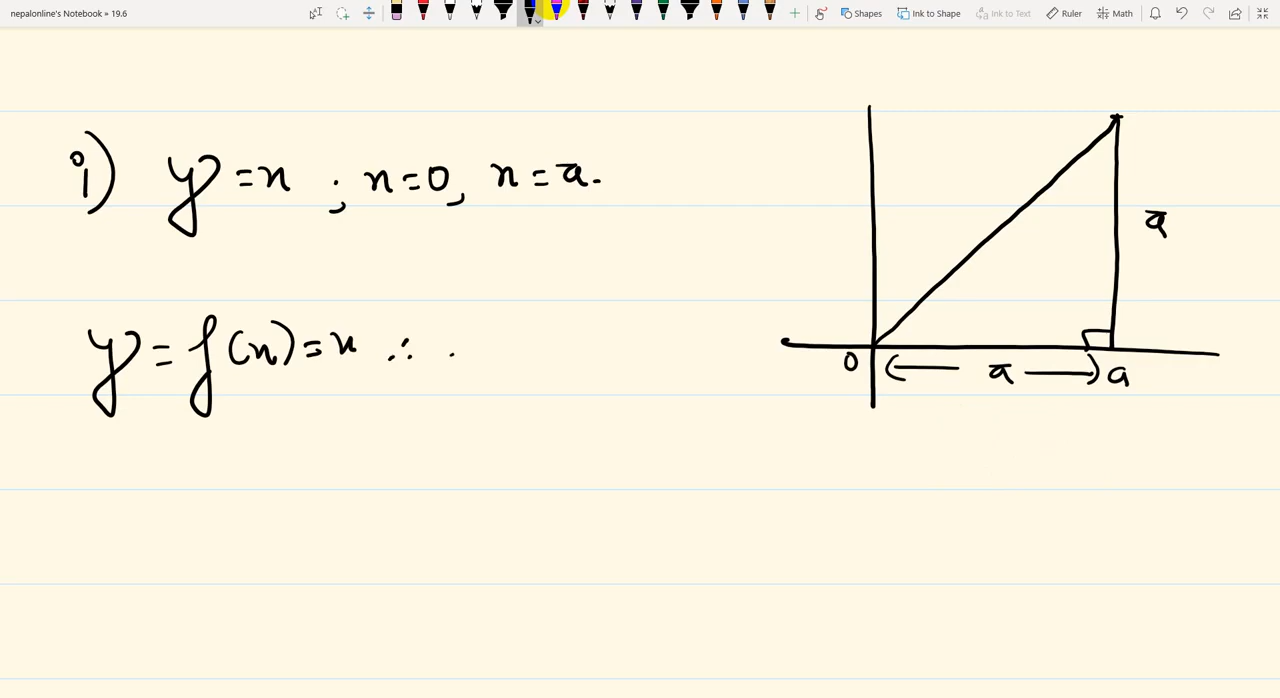 nepalonline's Notebook » 19.6
Shapes
Ink to Shape
Ink to Text
Ruler
Math
i) y = x ; x = 0, x = a.
y = f(x) = x ∴ .
a
0
a
a